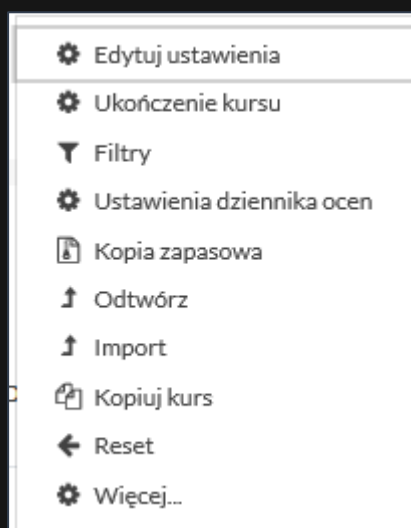 Edytuj ustawienia
Ukończenie kursu
Filtry
Ustawienia dziennika ocen
Kopia zapasowa
Odtwórz
Import
Kopiuj kurs
Reset
Więcej...